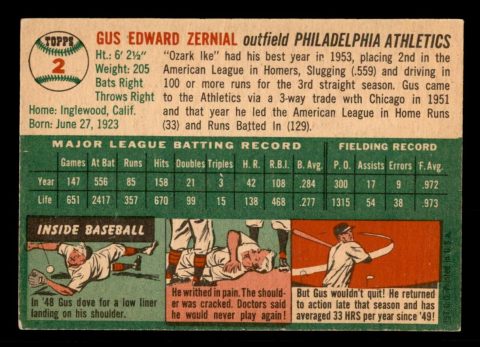 TOPPS
2
GUS EDWARD ZERNIAL outfield PHILADELPHIA ATHLETICS
Ht.: 6' 2½"
Weight: 205
Bats Right
Throws Right
Home: Inglewood, Calif.
Born: June 27, 1923
"Ozark Ike" had his best year in 1953, placing 2nd in the
American League in Homers, Slugging (.559) and driving in
100 or more runs for the 3rd straight season. Gus came
to the Athletics via a 3-way trade with Chicago in 1951
and that year he led the American League in Home Runs
(33) and Runs Batted In (129).
MAJOR LEAGUE BATTING RECORD FIELDING RECORD
Games At Bat Runs Hits Doubles Triples H.R. R.B.I. B. Avg. P.O. Assists Errors F. Avg.
Year 147 556 85 158 21 3 42 108 .284 300 17 9 .972
Life 651 2417 357 670 99 15 177 488 .277 1315 54 38 .973
INSIDE BASEBALL
In '48 Gus dove for a low liner
landing on his shoulder.
He writhed in pain. The should-
er was cracked. Doctors said
he would never play again!
But Gus wouldn't quit! He returned
to action late that season and has
averaged 33 HRS per year since '49!